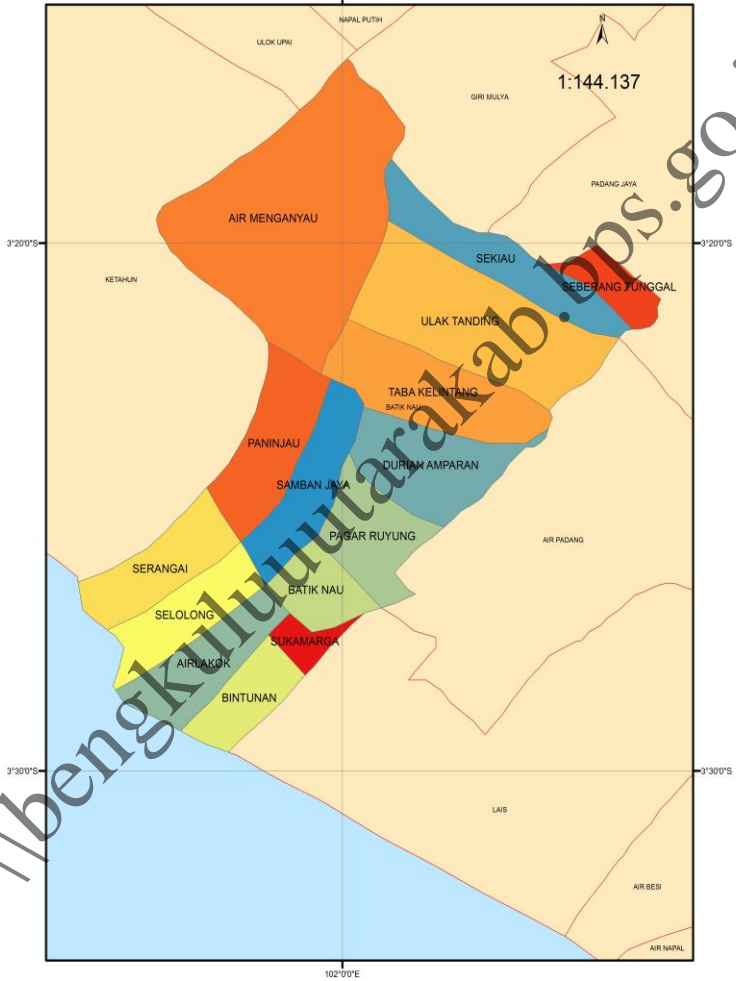 NAPAL PUTIH
N
ULOK UPAI
1:144.137
GIRI MULYA
PADANG JAYA
AIR MENGANYAU
3°20'0"S
3°20'0"S
SEKIAU
KETAHUN
SEBERANG TUNGGAL
ULAK TANDING
TABA KELINTANG
BATIK NAU
PANINJAU
DURIAN AMPARAN
SAMBAN JAYA
PAGAR RUYUNG
AIR PADANG
SERANGAI
BATIK NAU
SELOLONG
SUKAMARGA
AIRLAKOK
BINTUNAN
3°30'0"S
3°30'0"S
LAIS
AIR BESI
AIR NAPAL
102°0'0"E
//bengkuluuutarakab.bps.go.